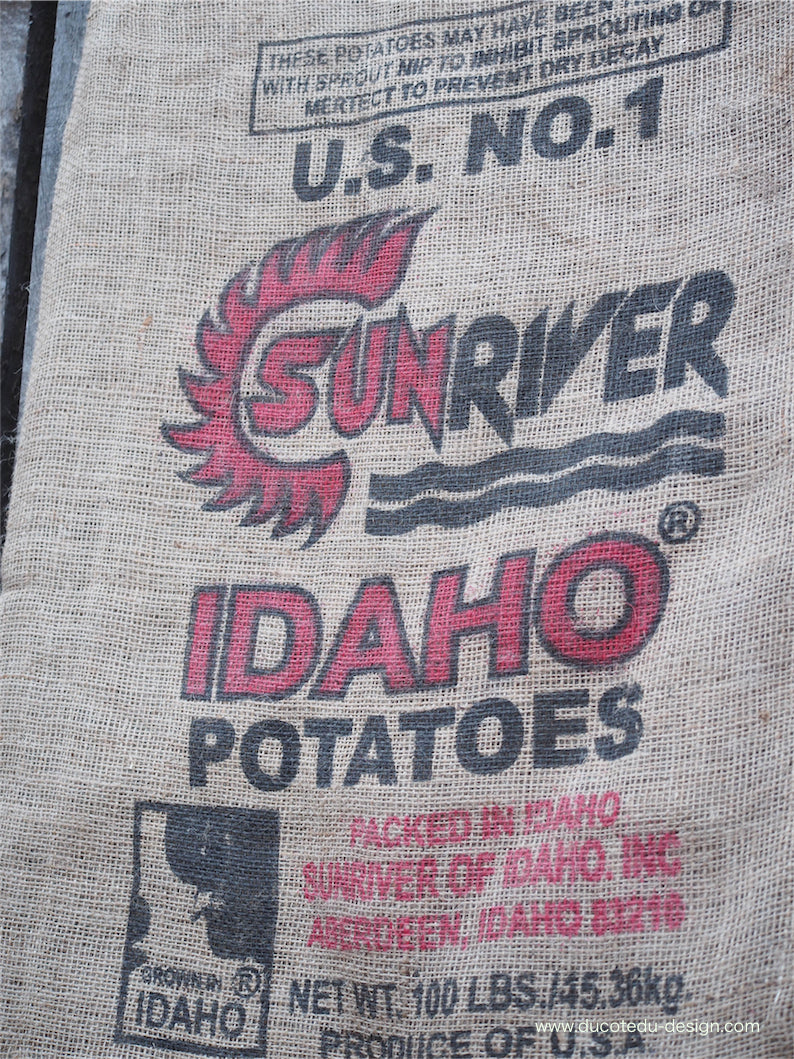 THESE POTATOES MAY HAVE BEEN
WITH SPROUT NIP TO INHIBIT SPROUTING OR
MERTECT TO PREVENT DRY DECAY
U.S. NO.1
SUNRIVER
IDAHO®
POTATOES
PACKED IN IDAHO
SUNRIVER OF IDAHO. INC
ABERDEEN, IDAHO 83210
GROWN IN ®
IDAHO
NET WT. 100 LBS./45.36kg
PRODUCE OF U.S.A.
www.ducotedu-design.com